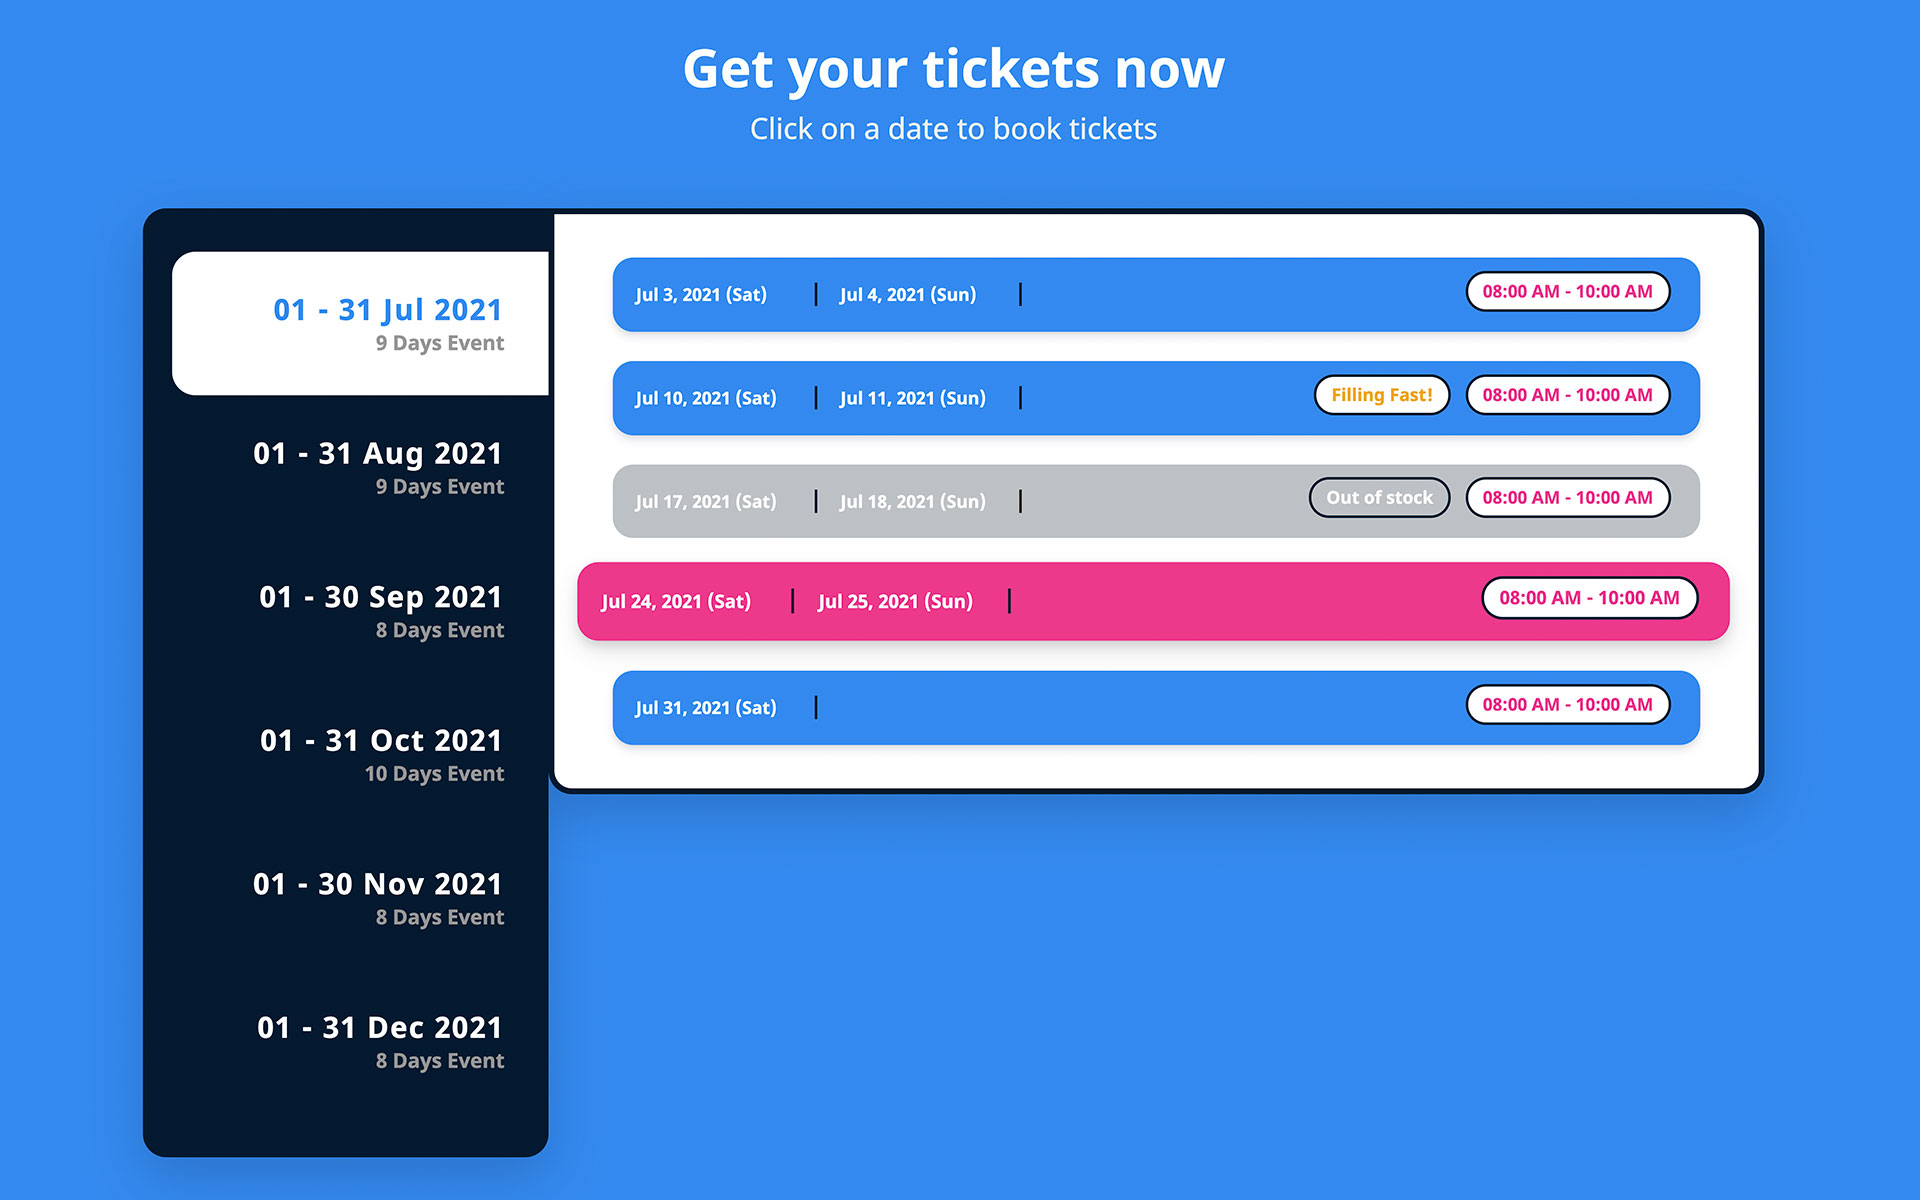 Get your tickets now
Click on a date to book tickets
01 - 31 Jul 2021
9 Days Event
01 - 31 Aug 2021
9 Days Event
01 - 30 Sep 2021
8 Days Event
01 - 31 Oct 2021
10 Days Event
01 - 30 Nov 2021
8 Days Event
01 - 31 Dec 2021
8 Days Event
Jul 3, 2021 (Sat) | Jul 4, 2021 (Sun) | 08:00 AM - 10:00 AM
Jul 10, 2021 (Sat) | Jul 11, 2021 (Sun) | Filling Fast! 08:00 AM - 10:00 AM
Jul 17, 2021 (Sat) | Jul 18, 2021 (Sun) | Out of stock 08:00 AM - 10:00 AM
Jul 24, 2021 (Sat) | Jul 25, 2021 (Sun) | 08:00 AM - 10:00 AM
Jul 31, 2021 (Sat) | 08:00 AM - 10:00 AM